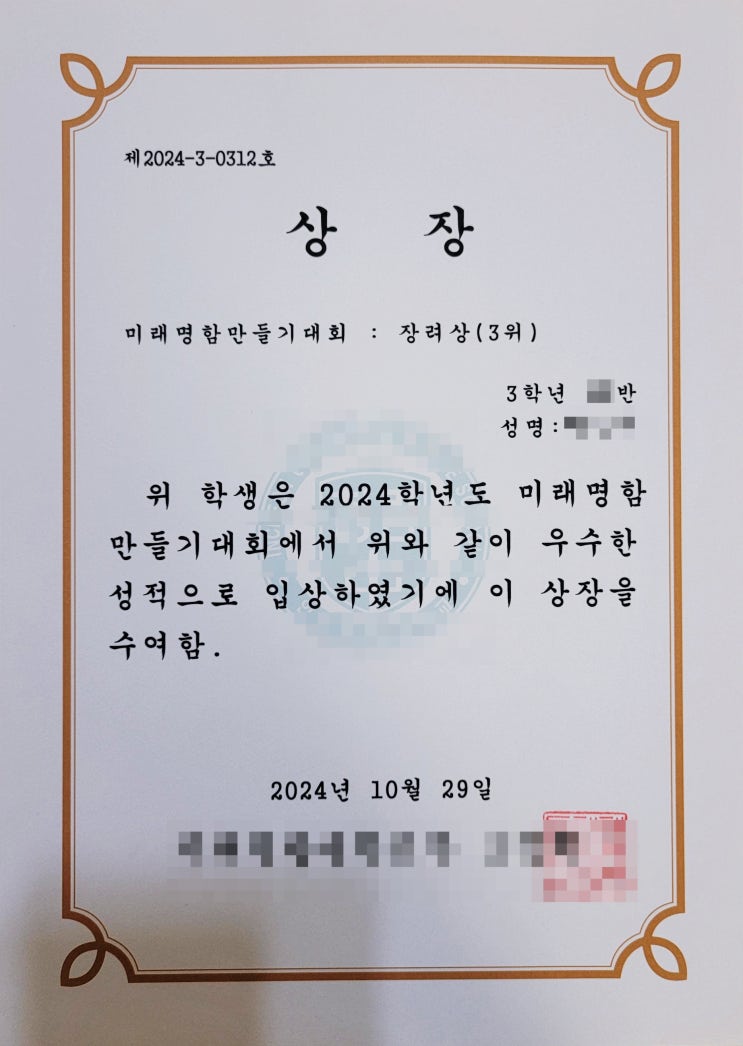 제2024-3-0312호
상 장
미래명함만들기대회 : 장려상(3위)
3학년 반
성명:
위 학생은 2024학년도 미래명함
만들기대회에서 위와 같이 우수한
성적으로 입상하였기에 이 상장을
수여함.
2024년 10월 29일